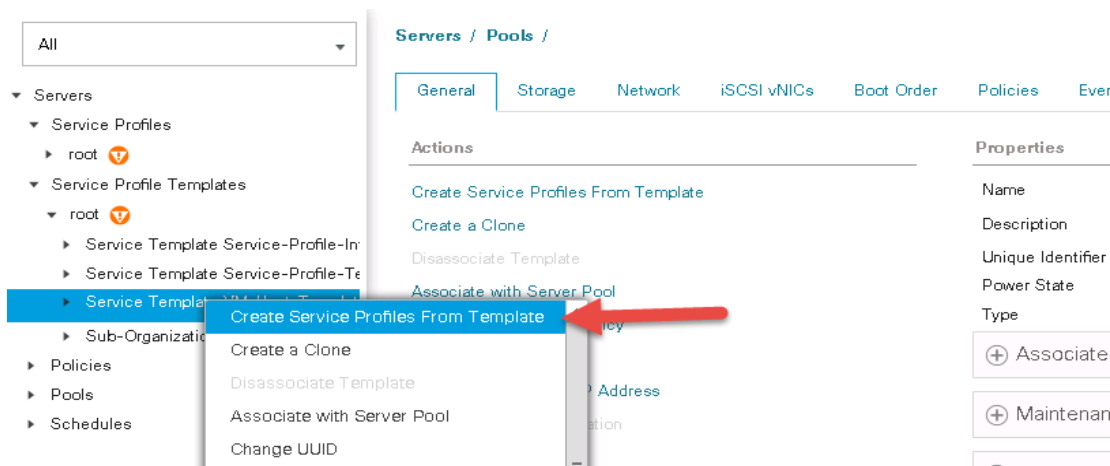 All
Servers
Service Profiles
root
Service Profile Templates
root
Service Template Service-Profile-In
Service Template Service-Profile-Te
Service Template
Sub-Organizatio
Policies
Pools
Schedules
Servers / Pools /
General Storage Network iSCSI vNICs Boot Order Policies Even
Actions
Create Service Profiles From Template
Create a Clone
Disassociate Template
Associate with Server Pool
icy
Address
ation
Create Service Profiles From Template
Create a Clone
Disassociate Template
Associate with Server Pool
Change UUID
Properties
Name
Description
Unique Identifier
Power State
Type
Associate
Maintenan